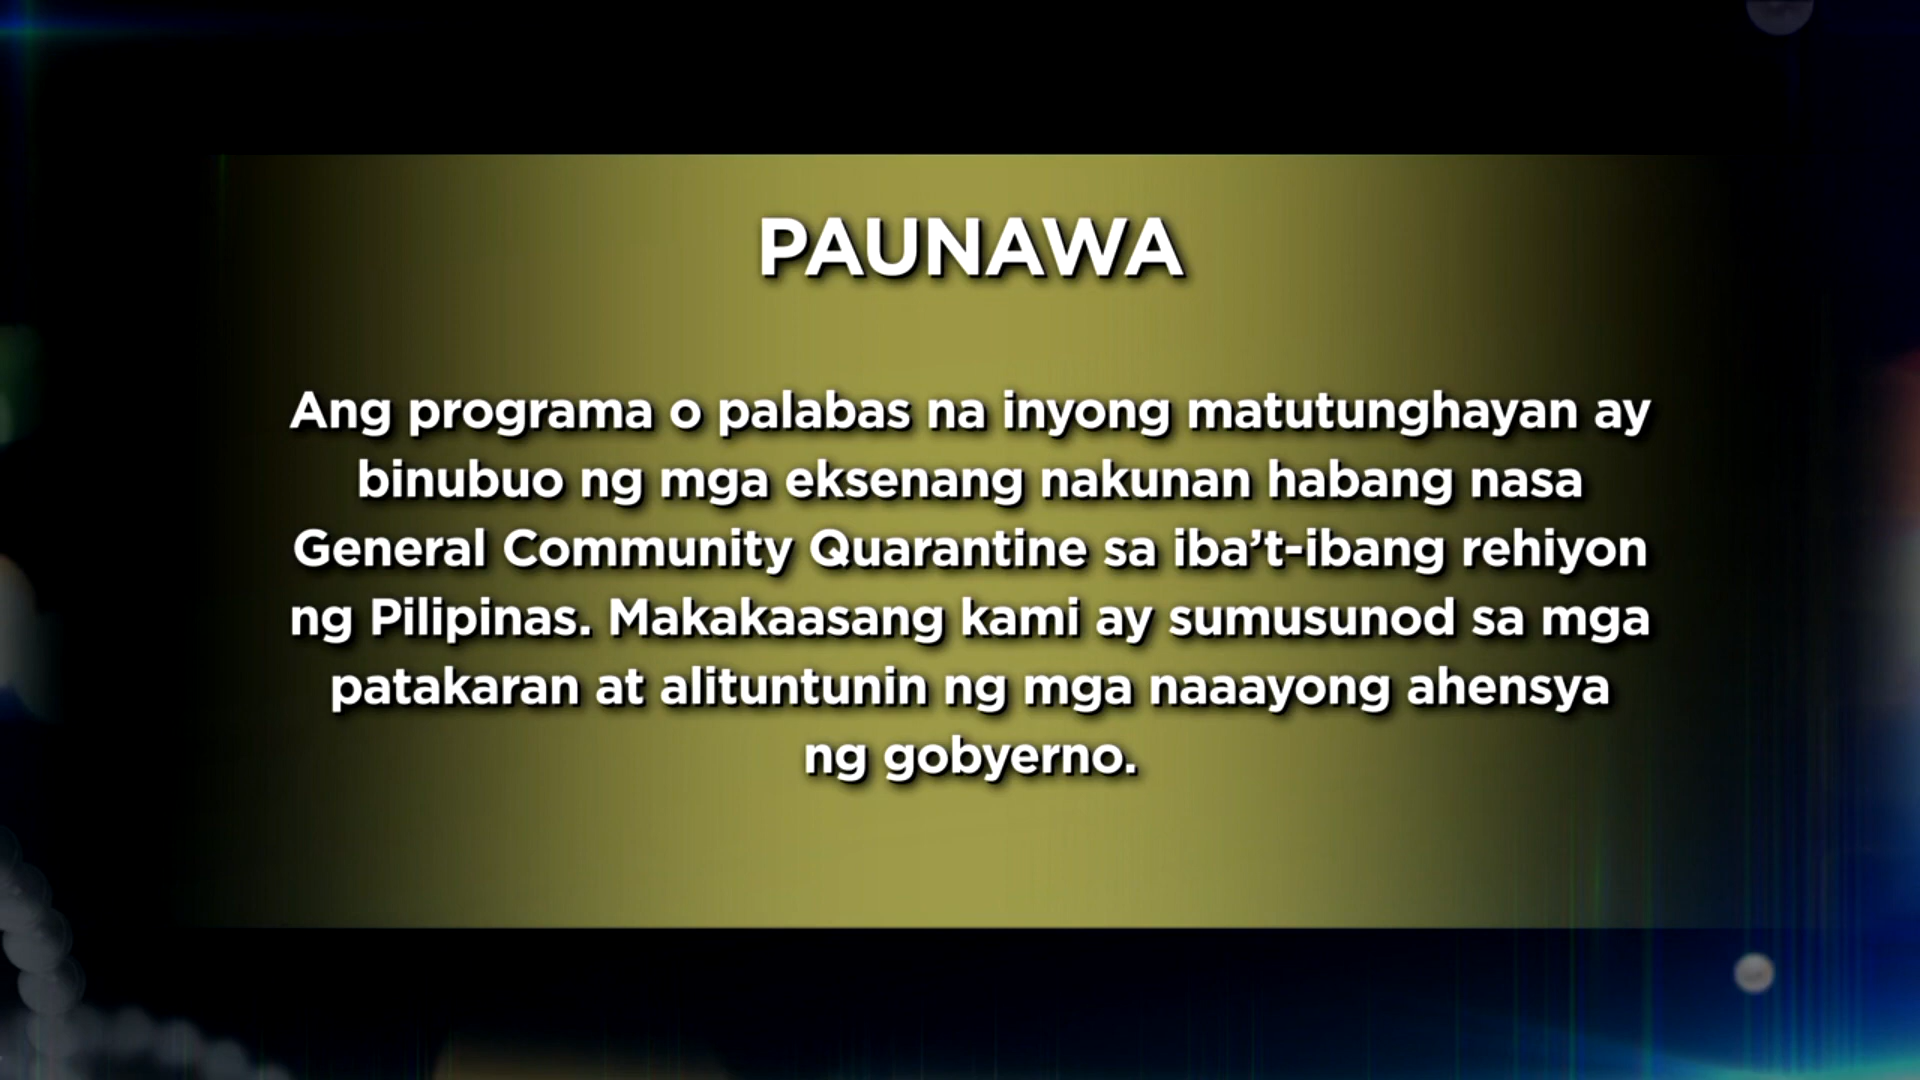 PAUNAWA
Ang programa o palabas na inyong matutunghayan ay
binubuo ng mga eksenang nakunan habang nasa
General Community Quarantine sa iba’t-ibang rehiyon
ng Pilipinas. Makakaasang kami ay sumusunod sa mga
patakaran at alituntunin ng mga naaayong ahensya
ng gobyerno.